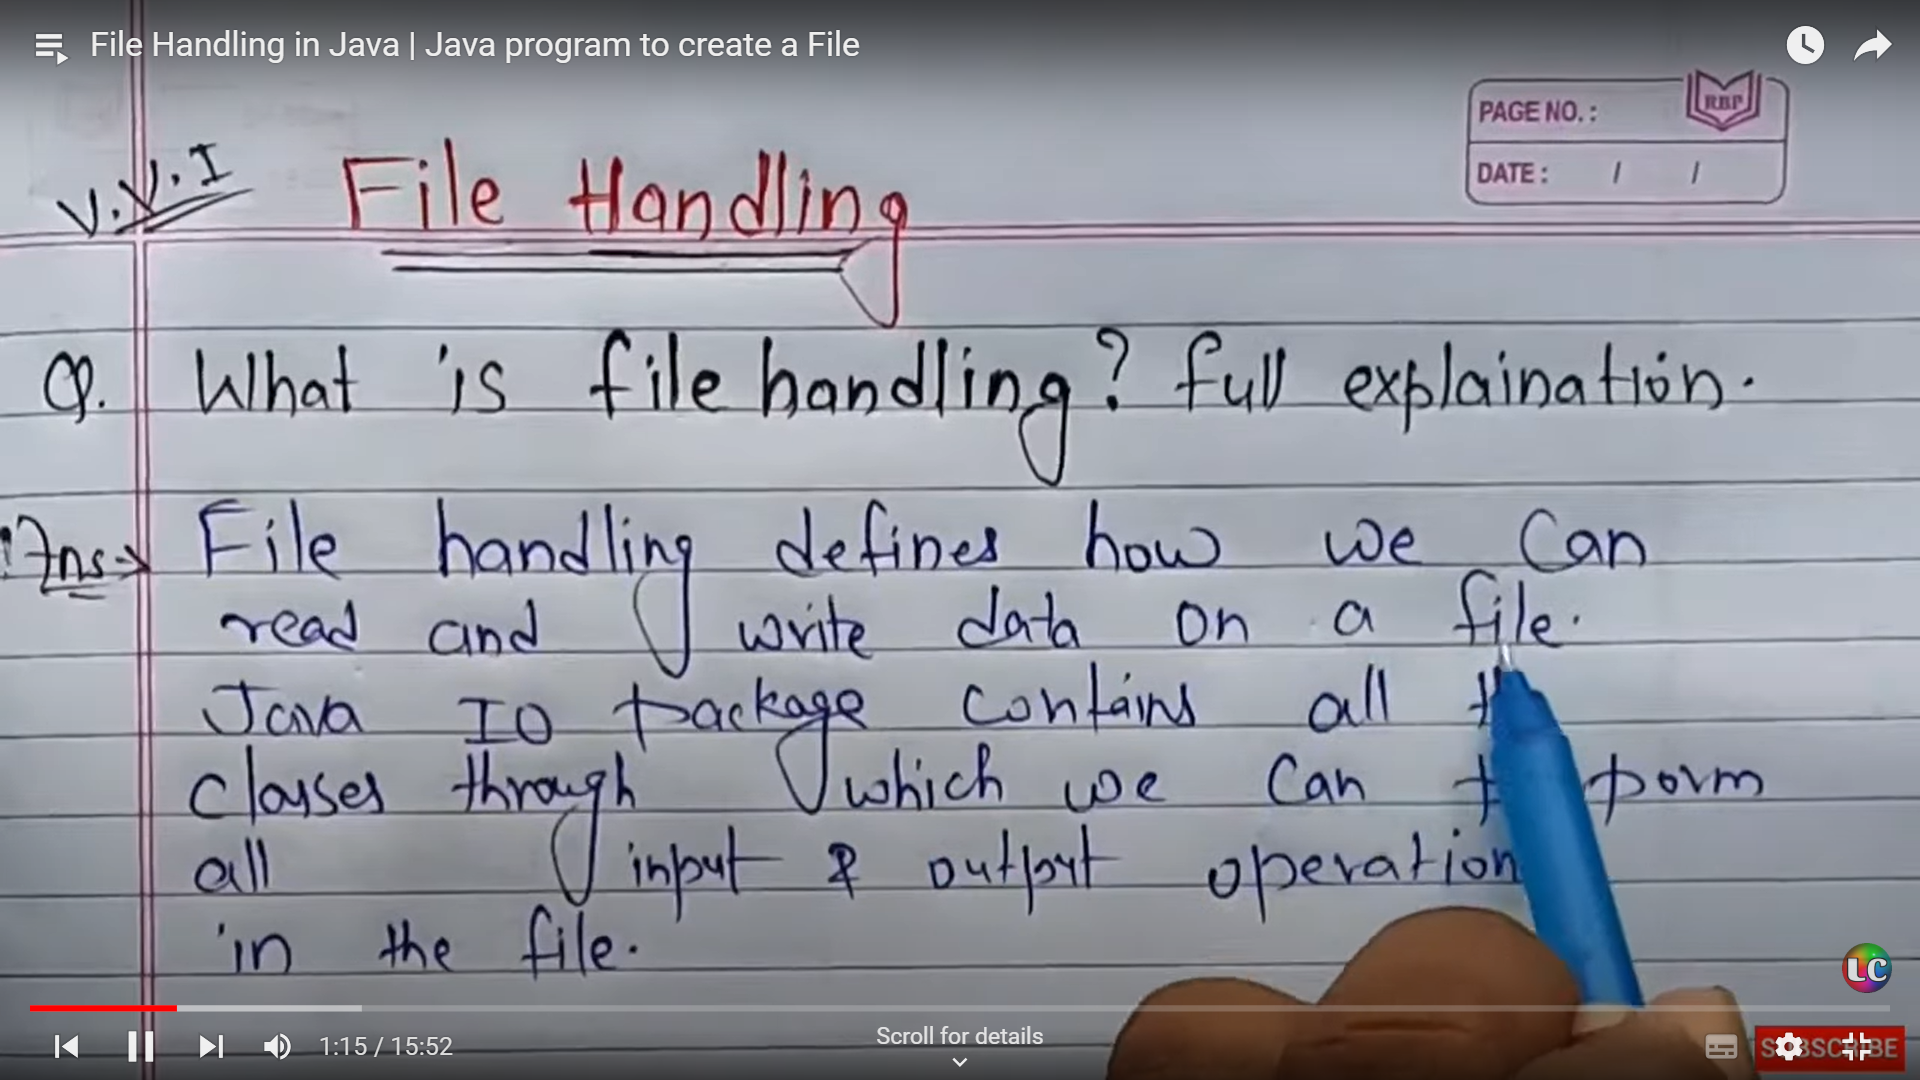 File Handling in Java | Java program to create a File
PAGE NO. :
RBP
DATE : / /
V.V.I
File Handling
Q. What is file handling? full explaination.
Ans→ File handling defines how we can
read and write data on a file.
Java IO package contains all
classes through which we can
all input & output operation
in the file.
LC
Scroll for details
1:15 / 15:52
SUBSCRIBE